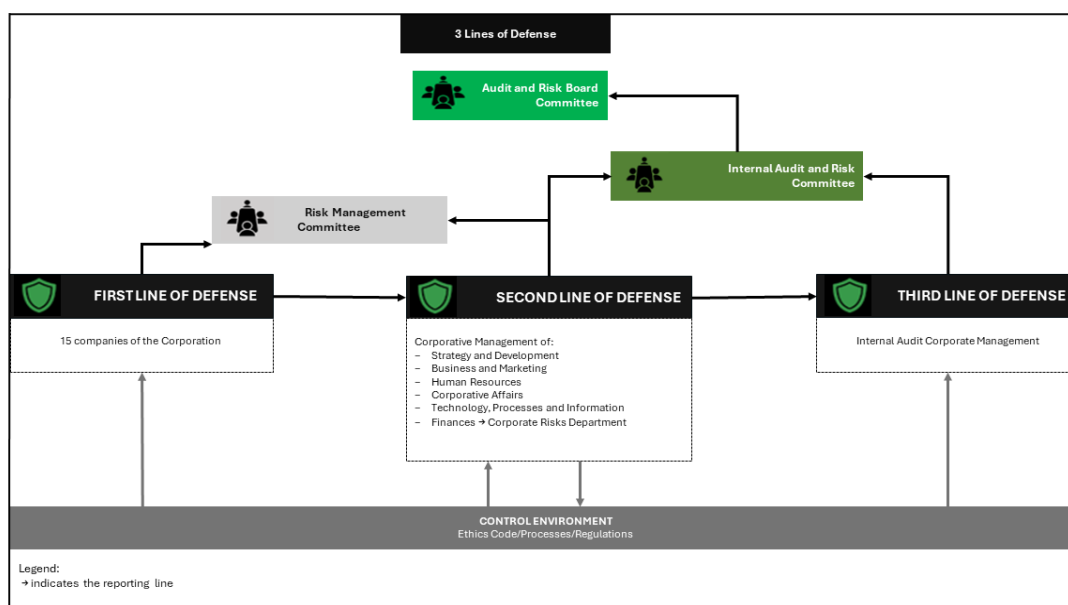 3 Lines of Defense
Audit and Risk Board
Committee
Internal Audit and Risk
Committee
Risk Management
Committee
FIRST LINE OF DEFENSE
15 companies of the Corporation
SECOND LINE OF DEFENSE
Corporative Management of:
– Strategy and Development
– Business and Marketing
– Human Resources
– Corporative Affairs
– Technology, Processes and Information
– Finances → Corporate Risks Department
THIRD LINE OF DEFENSE
Internal Audit Corporate Management
CONTROL ENVIRONMENT
Ethics Code/Processes/Regulations
Legend:
→ indicates the reporting line